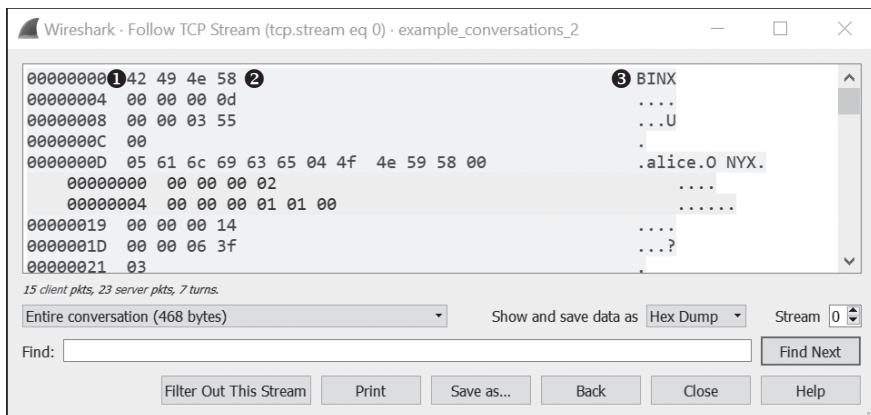 Wireshark · Follow TCP Stream (tcp.stream eq 0) · example_conversations_2
00000000 ❶ 42 49 4e 58 ❷ ❸ BINX
00000004 00 00 00 0d ....
00000008 00 00 03 55 ...U
0000000C 00 .
0000000D 05 61 6c 69 63 65 04 4f 4e 59 58 00 .alice.O NYX.
00000000 00 00 00 02 ....
00000004 00 00 00 01 01 00 ......
00000019 00 00 00 14 ....
0000001D 00 00 06 3f ...?
00000021 03 .
15 client pkts, 23 server pkts, 7 turns.
Entire conversation (468 bytes) Show and save data as Hex Dump Stream 0
Find: Find Next
Filter Out This Stream Print Save as... Back Close Help